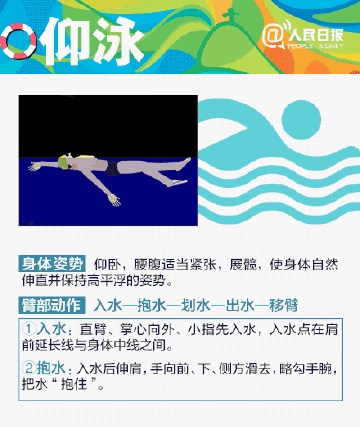 仰泳
@人民日报
PEOPLE'S DAILY
身体姿势 仰卧，腰腹适当紧张，展髋，使身体自然
伸直并保持高平浮的姿势。
臂部动作 入水—抱水—划水—出水—移臂
①入水：直臂、掌心向外、小指先入水，入水点在肩
前延长线与身体中线之间。
②抱水：入水后伸肩，手向前、下、侧方滑去，略勾手腕，
把水“抱住”。